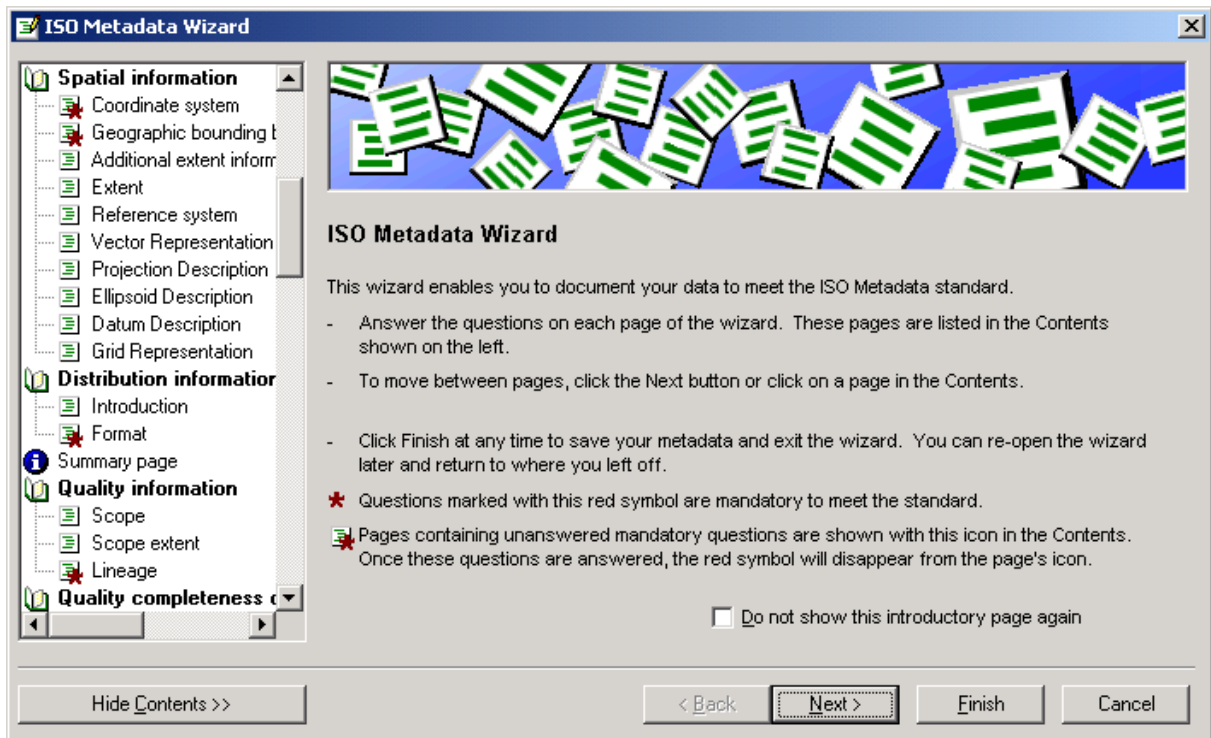 ISO Metadata Wizard
Spatial information
Coordinate system
Geographic bounding
Additional extent inform
Extent
Reference system
Vector Representation
Projection Description
Ellipsoid Description
Datum Description
Grid Representation
Distribution information
Introduction
Format
Summary page
Quality information
Scope
Scope extent
Lineage
Quality completeness
ISO Metadata Wizard
This wizard enables you to document your data to meet the ISO Metadata standard.
- Answer the questions on each page of the wizard. These pages are listed in the Contents
shown on the left.
- To move between pages, click the Next button or click on a page in the Contents.
- Click Finish at any time to save your metadata and exit the wizard. You can re-open the wizard
later and return to where you left off.
Questions marked with this red symbol are mandatory to meet the standard.
Pages containing unanswered mandatory questions are shown with this icon in the Contents.
Once these questions are answered, the red symbol will disappear from the page's icon.
Do not show this introductory page again
Hide Contents >>
< Back
Next >
Finish
Cancel